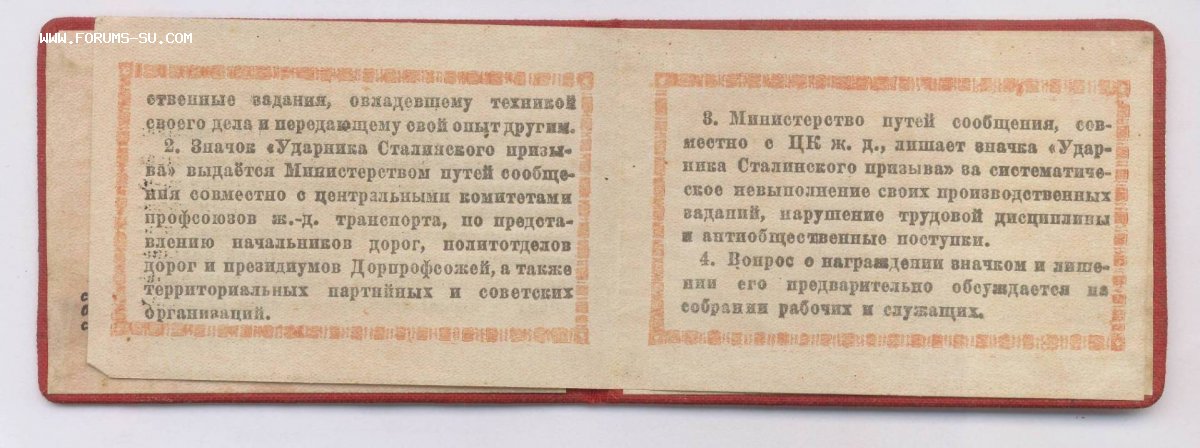 WWW.FORUMS-SU.COM
ственные задания, овладевшему техникой
своего дела и передающему свой опыт другим.
2. Значок «Ударника Сталинского призы-
ва» выдаётся Министерством путей сообще-
ния совместно с центральными комитетами
профсоюзов ж.-д. транспорта, по представ-
лению начальников дорог, политотделов
дорог и президиумов Дорпрофсожей, а также
территориальных партийных и советских
организаций.
3. Министерство путей сообщения, сов-
местно с ЦК ж. д., лишает значка «Удар-
ника Сталинского призыва» за систематиче-
ское невыполнение своих производственных
заданий, нарушение трудовой дисциплины
и антиобщественные поступки.
4. Вопрос о награждении значком и лише-
нии его предварительно обсуждается на
собрании рабочих и служащих.